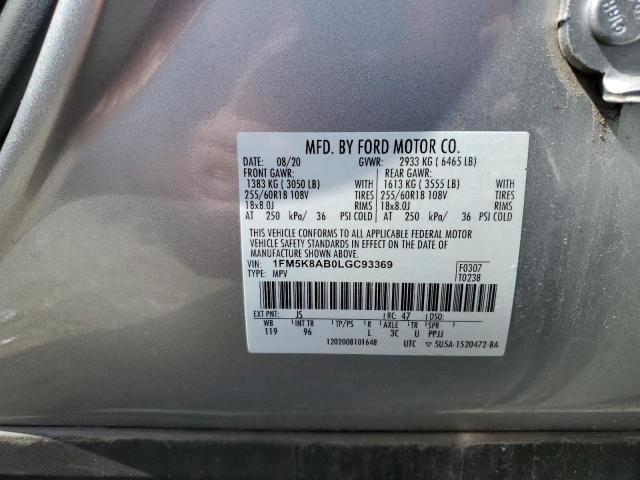 MFD. BY FORD MOTOR CO.
DATE: 08/20 GVWR: 2933 KG ( 6465 LB)
FRONT GAWR: REAR GAWR:
1383 KG ( 3050 LB) WITH 1613 KG ( 3555 LB) WITH
255/60R18 108V TIRES 255/60R18 108V TIRES
18x8.0J RIMS 18x8.0J RIMS
AT 250 kPa/ 36 PSI COLD AT 250 kPa/ 36 PSI COLD
THIS VEHICLE CONFORMS TO ALL APPLICABLE FEDERAL MOTOR
VEHICLE SAFETY AND THEFT PREVENTION STANDARDS IN EFFECT ON THE DATE OF
MANUFACTURE SHOWN ABOVE.
VIN: 1FM5K8AB0LGC93369 F0307
TYPE: MPV T0238
EXT PNT: JS RC: 47 DSO:
WB INT TR TP/PS R AXLE TR SPR
119 96 L 3C U PPJJ
1202008101648 UTC ▽ 5U5A-1520472-BA